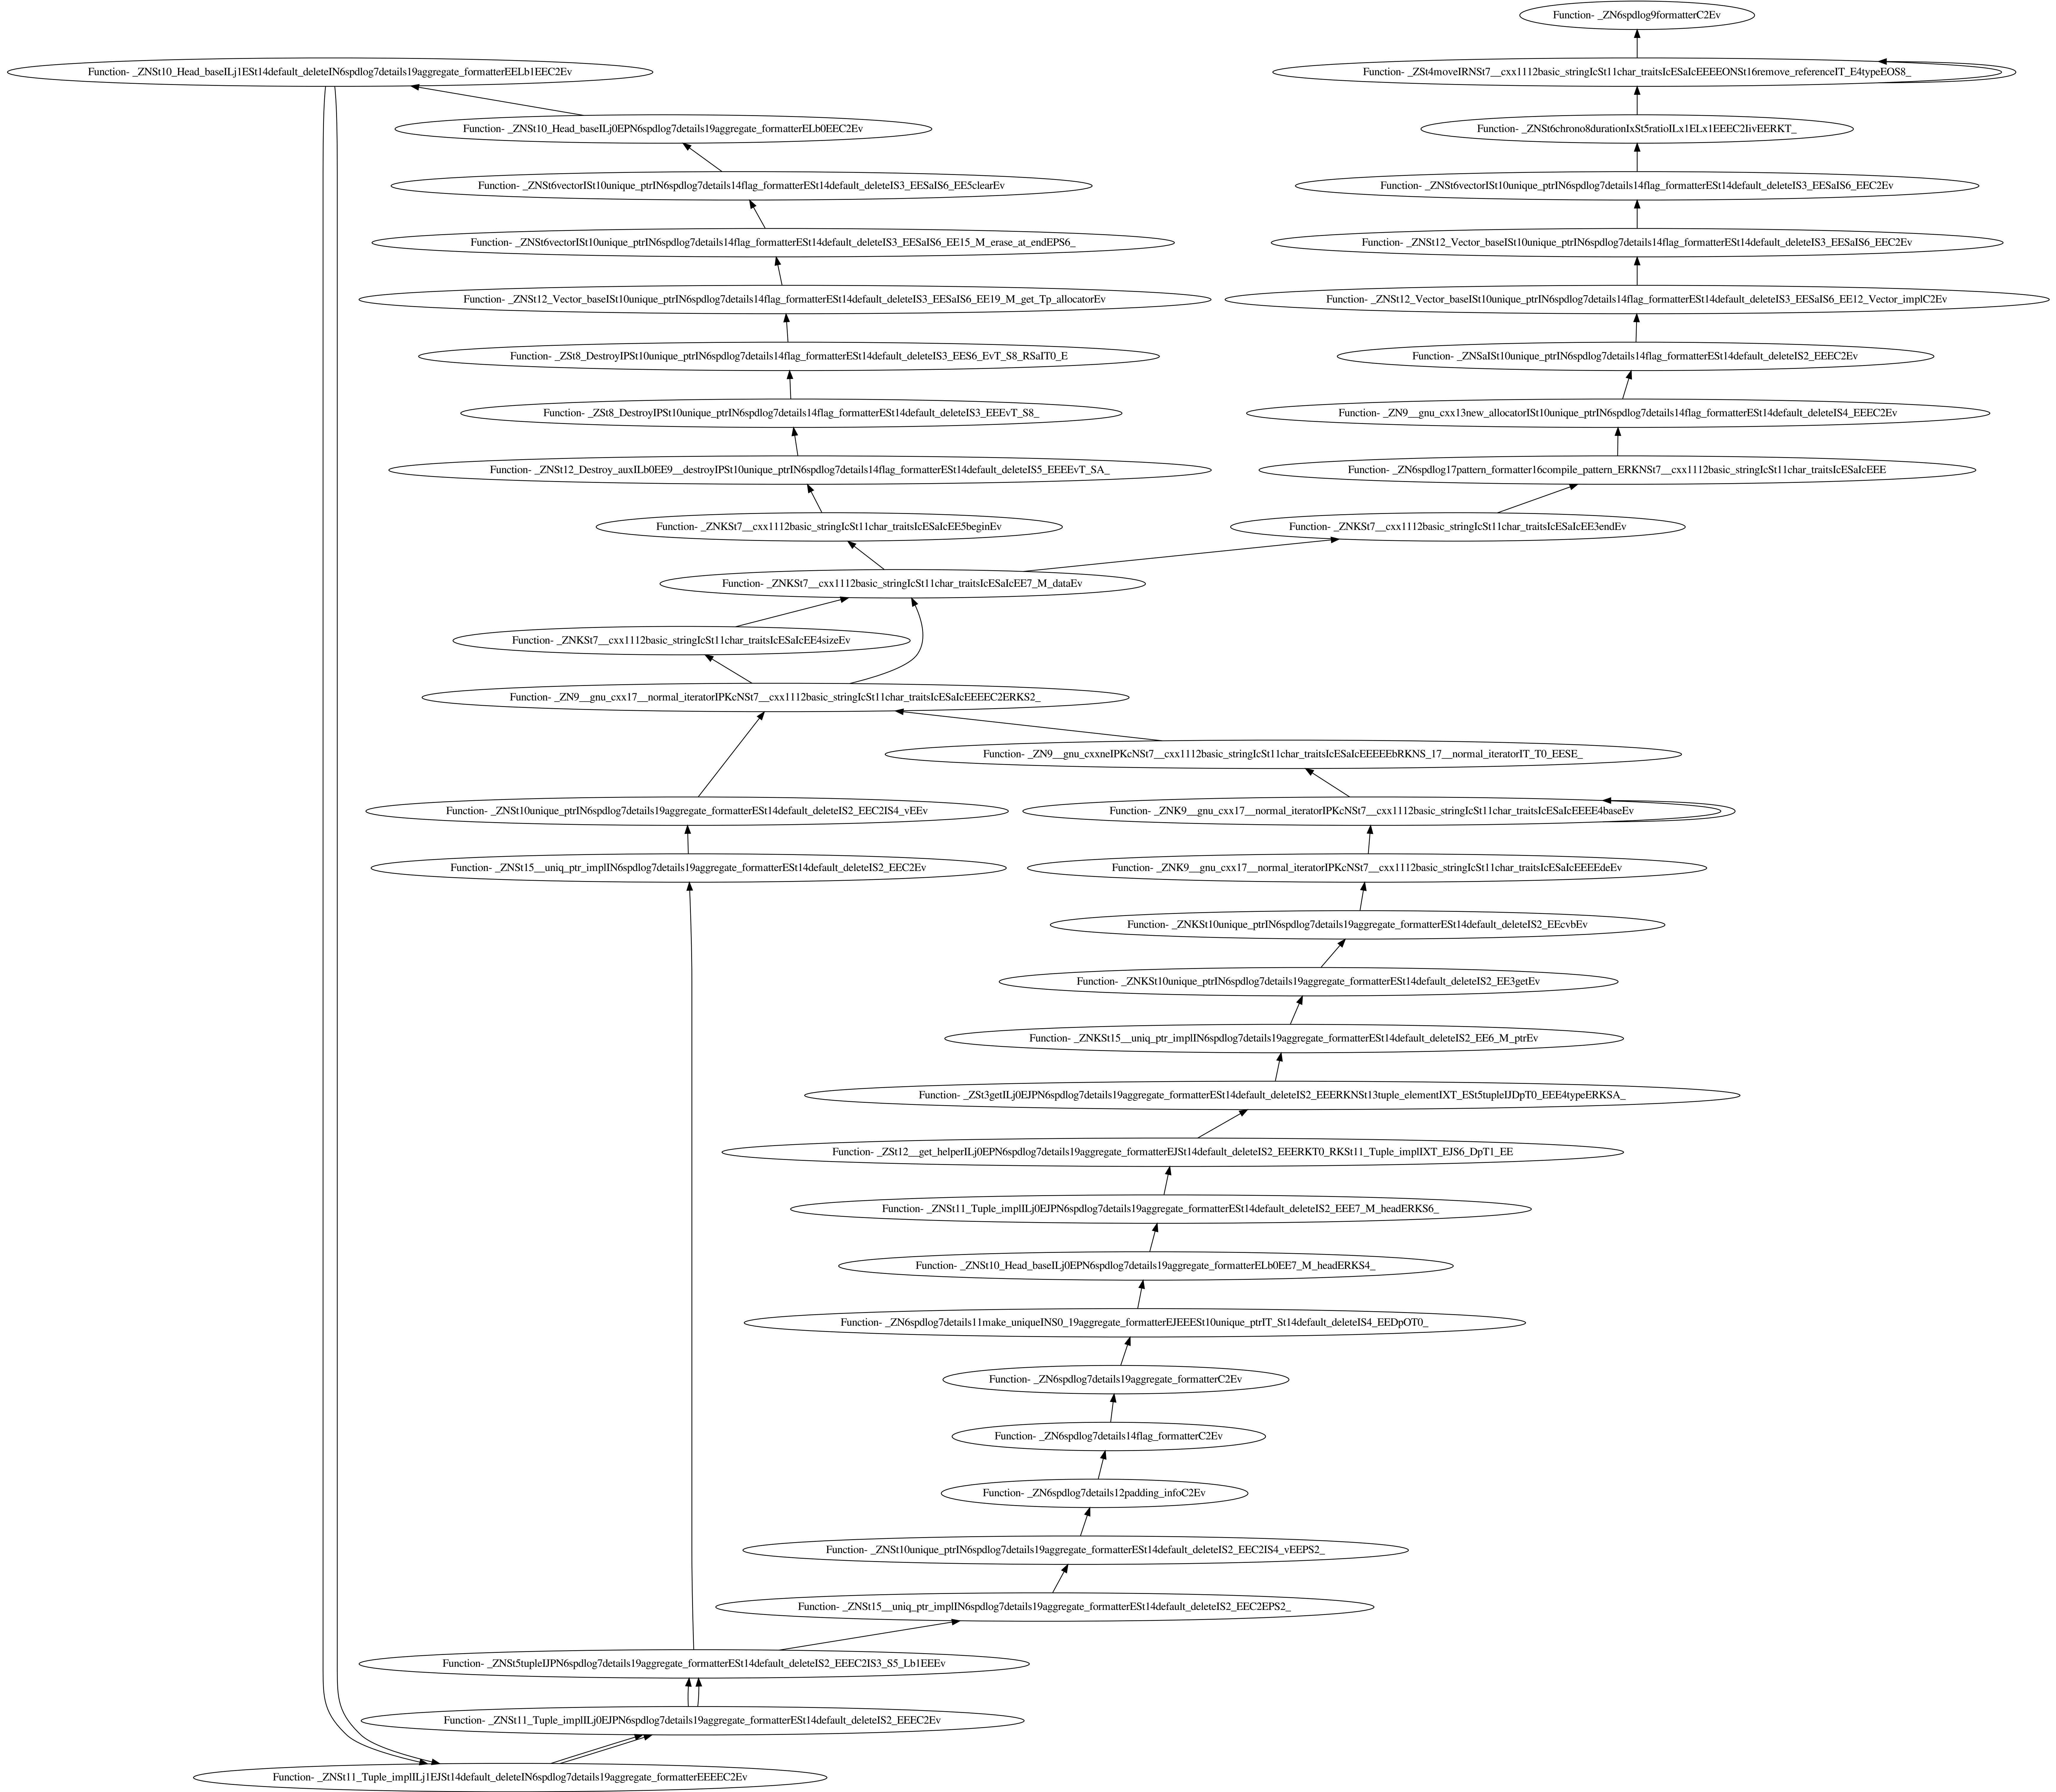 Function- _ZN6spdlog9formatterC2Ev
Function- _ZNSt10_Head_baseILj1ESt14default_deleteIN6spdlog7details19aggregate_formatterEELb1EEC2Ev
Function- _ZSt4moveIRNSt7__cxx1112basic_stringIcSt11char_traitsIcESaIcEEEEONSt16remove_referenceIT_E4typeEOS8_
Function- _ZNSt10_Head_baseILj0EPN6spdlog7details19aggregate_formatterELb0EEC2Ev
Function- _ZNSt6chrono8durationIxSt5ratioILx1ELx1EEEC2IivEERKT_
Function- _ZNSt6vectorISt10unique_ptrIN6spdlog7details14flag_formatterESt14default_deleteIS3_EESaIS6_EE5clearEv
Function- _ZNSt6vectorISt10unique_ptrIN6spdlog7details14flag_formatterESt14default_deleteIS3_EESaIS6_EEC2Ev
Function- _ZNSt6vectorISt10unique_ptrIN6spdlog7details14flag_formatterESt14default_deleteIS3_EESaIS6_EE15_M_erase_at_endEPS6_
Function- _ZNSt12_Vector_baseISt10unique_ptrIN6spdlog7details14flag_formatterESt14default_deleteIS3_EESaIS6_EEC2Ev
Function- _ZNSt12_Vector_baseISt10unique_ptrIN6spdlog7details14flag_formatterESt14default_deleteIS3_EESaIS6_EE19_M_get_Tp_allocatorEv
Function- _ZNSt12_Vector_baseISt10unique_ptrIN6spdlog7details14flag_formatterESt14default_deleteIS3_EESaIS6_EE12_Vector_implC2Ev
Function- _ZSt8_DestroyIPSt10unique_ptrIN6spdlog7details14flag_formatterESt14default_deleteIS3_EES6_EvT_S8_RSaIT0_E
Function- _ZNSaISt10unique_ptrIN6spdlog7details14flag_formatterESt14default_deleteIS2_EEEC2Ev
Function- _ZSt8_DestroyIPSt10unique_ptrIN6spdlog7details14flag_formatterESt14default_deleteIS3_EEEvT_S8_
Function- _ZN9__gnu_cxx13new_allocatorISt10unique_ptrIN6spdlog7details14flag_formatterESt14default_deleteIS4_EEEC2Ev
Function- _ZNSt12_Destroy_auxILb0EE9__destroyIPSt10unique_ptrIN6spdlog7details14flag_formatterESt14default_deleteIS5_EEEEvT_SA_
Function- _ZN6spdlog17pattern_formatter16compile_pattern_ERKNSt7__cxx1112basic_stringIcSt11char_traitsIcESaIcEEE
Function- _ZNKSt7__cxx1112basic_stringIcSt11char_traitsIcESaIcEE5beginEv
Function- _ZNKSt7__cxx1112basic_stringIcSt11char_traitsIcESaIcEE3endEv
Function- _ZNKSt7__cxx1112basic_stringIcSt11char_traitsIcESaIcEE7_M_dataEv
Function- _ZNKSt7__cxx1112basic_stringIcSt11char_traitsIcESaIcEE4sizeEv
Function- _ZN9__gnu_cxx17__normal_iteratorIPKcNSt7__cxx1112basic_stringIcSt11char_traitsIcESaIcEEEEC2ERKS2_
Function- _ZN9__gnu_cxxneIPKcNSt7__cxx1112basic_stringIcSt11char_traitsIcESaIcEEEEEbRKNS_17__normal_iteratorIT_T0_EESE_
Function- _ZNSt10unique_ptrIN6spdlog7details19aggregate_formatterESt14default_deleteIS2_EEC2IS4_vEEv
Function- _ZNK9__gnu_cxx17__normal_iteratorIPKcNSt7__cxx1112basic_stringIcSt11char_traitsIcESaIcEEEE4baseEv
Function- _ZNSt15__uniq_ptr_implIN6spdlog7details19aggregate_formatterESt14default_deleteIS2_EEC2Ev
Function- _ZNK9__gnu_cxx17__normal_iteratorIPKcNSt7__cxx1112basic_stringIcSt11char_traitsIcESaIcEEEEdeEv
Function- _ZNKSt10unique_ptrIN6spdlog7details19aggregate_formatterESt14default_deleteIS2_EEcvbEv
Function- _ZNKSt10unique_ptrIN6spdlog7details19aggregate_formatterESt14default_deleteIS2_EE3getEv
Function- _ZNKSt15__uniq_ptr_implIN6spdlog7details19aggregate_formatterESt14default_deleteIS2_EE6_M_ptrEv
Function- _ZSt3getILj0EJPN6spdlog7details19aggregate_formatterESt14default_deleteIS2_EEERKNSt13tuple_elementIXT_ESt5tupleIJDpT0_EEE4typeERKSA_
Function- _ZSt12__get_helperILj0EPN6spdlog7details19aggregate_formatterEJSt14default_deleteIS2_EEERKT0_RKSt11_Tuple_implIXT_EJS6_DpT1_EE
Function- _ZNSt11_Tuple_implILj0EJPN6spdlog7details19aggregate_formatterESt14default_deleteIS2_EEE7_M_headERKS6_
Function- _ZNSt10_Head_baseILj0EPN6spdlog7details19aggregate_formatterELb0EE7_M_headERKS4_
Function- _ZN6spdlog7details11make_uniqueINS0_19aggregate_formatterEJEEESt10unique_ptrIT_St14default_deleteIS4_EEDpOT0_
Function- _ZN6spdlog7details19aggregate_formatterC2Ev
Function- _ZN6spdlog7details14flag_formatterC2Ev
Function- _ZN6spdlog7details12padding_infoC2Ev
Function- _ZNSt10unique_ptrIN6spdlog7details19aggregate_formatterESt14default_deleteIS2_EEC2IS4_vEEPS2_
Function- _ZNSt15__uniq_ptr_implIN6spdlog7details19aggregate_formatterESt14default_deleteIS2_EEC2EPS2_
Function- _ZNSt5tupleIJPN6spdlog7details19aggregate_formatterESt14default_deleteIS2_EEEC2IS3_S5_Lb1EEEv
Function- _ZNSt11_Tuple_implILj0EJPN6spdlog7details19aggregate_formatterESt14default_deleteIS2_EEEC2Ev
Function- _ZNSt11_Tuple_implILj1EJSt14default_deleteIN6spdlog7details19aggregate_formatterEEEEC2Ev